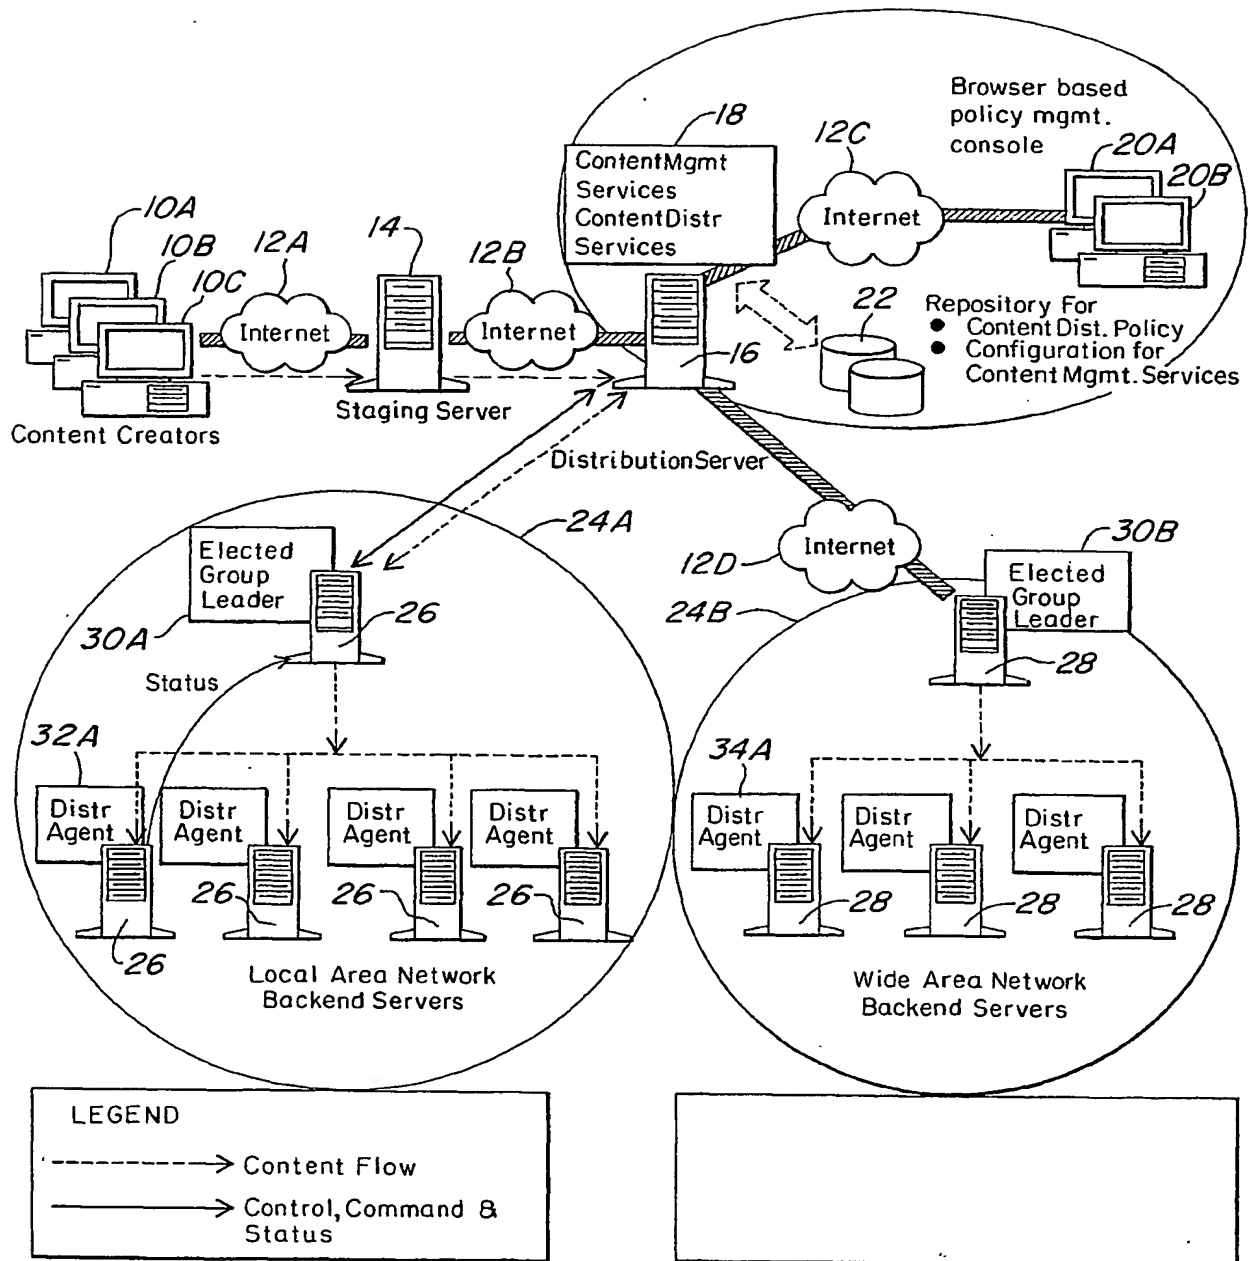 Browser based
policy mgmt.
console
18
12C
20A
20B
ContentMgmt
Services
ContentDistr
Services
Internet
10A
10B
10C
12A
14
12B
Internet
Internet
22
Repository For
• Content Dist. Policy
• Configuration for
Content Mgmt. Services
16
Staging Server
Content Creators
DistributionServer
24A
Elected
Group
Leader
30A
26
Internet
12D
30B
Elected
Group
Leader
24B
28
Status
32A
34A
Distr
Agent
Distr
Agent
Distr
Agent
Distr
Agent
Distr
Agent
Distr
Agent
Distr
Agent
26
26
26
26
28
28
28
Local Area Network
Backend Servers
Wide Area Network
Backend Servers
LEGEND
Content Flow
Control, Command &
Status